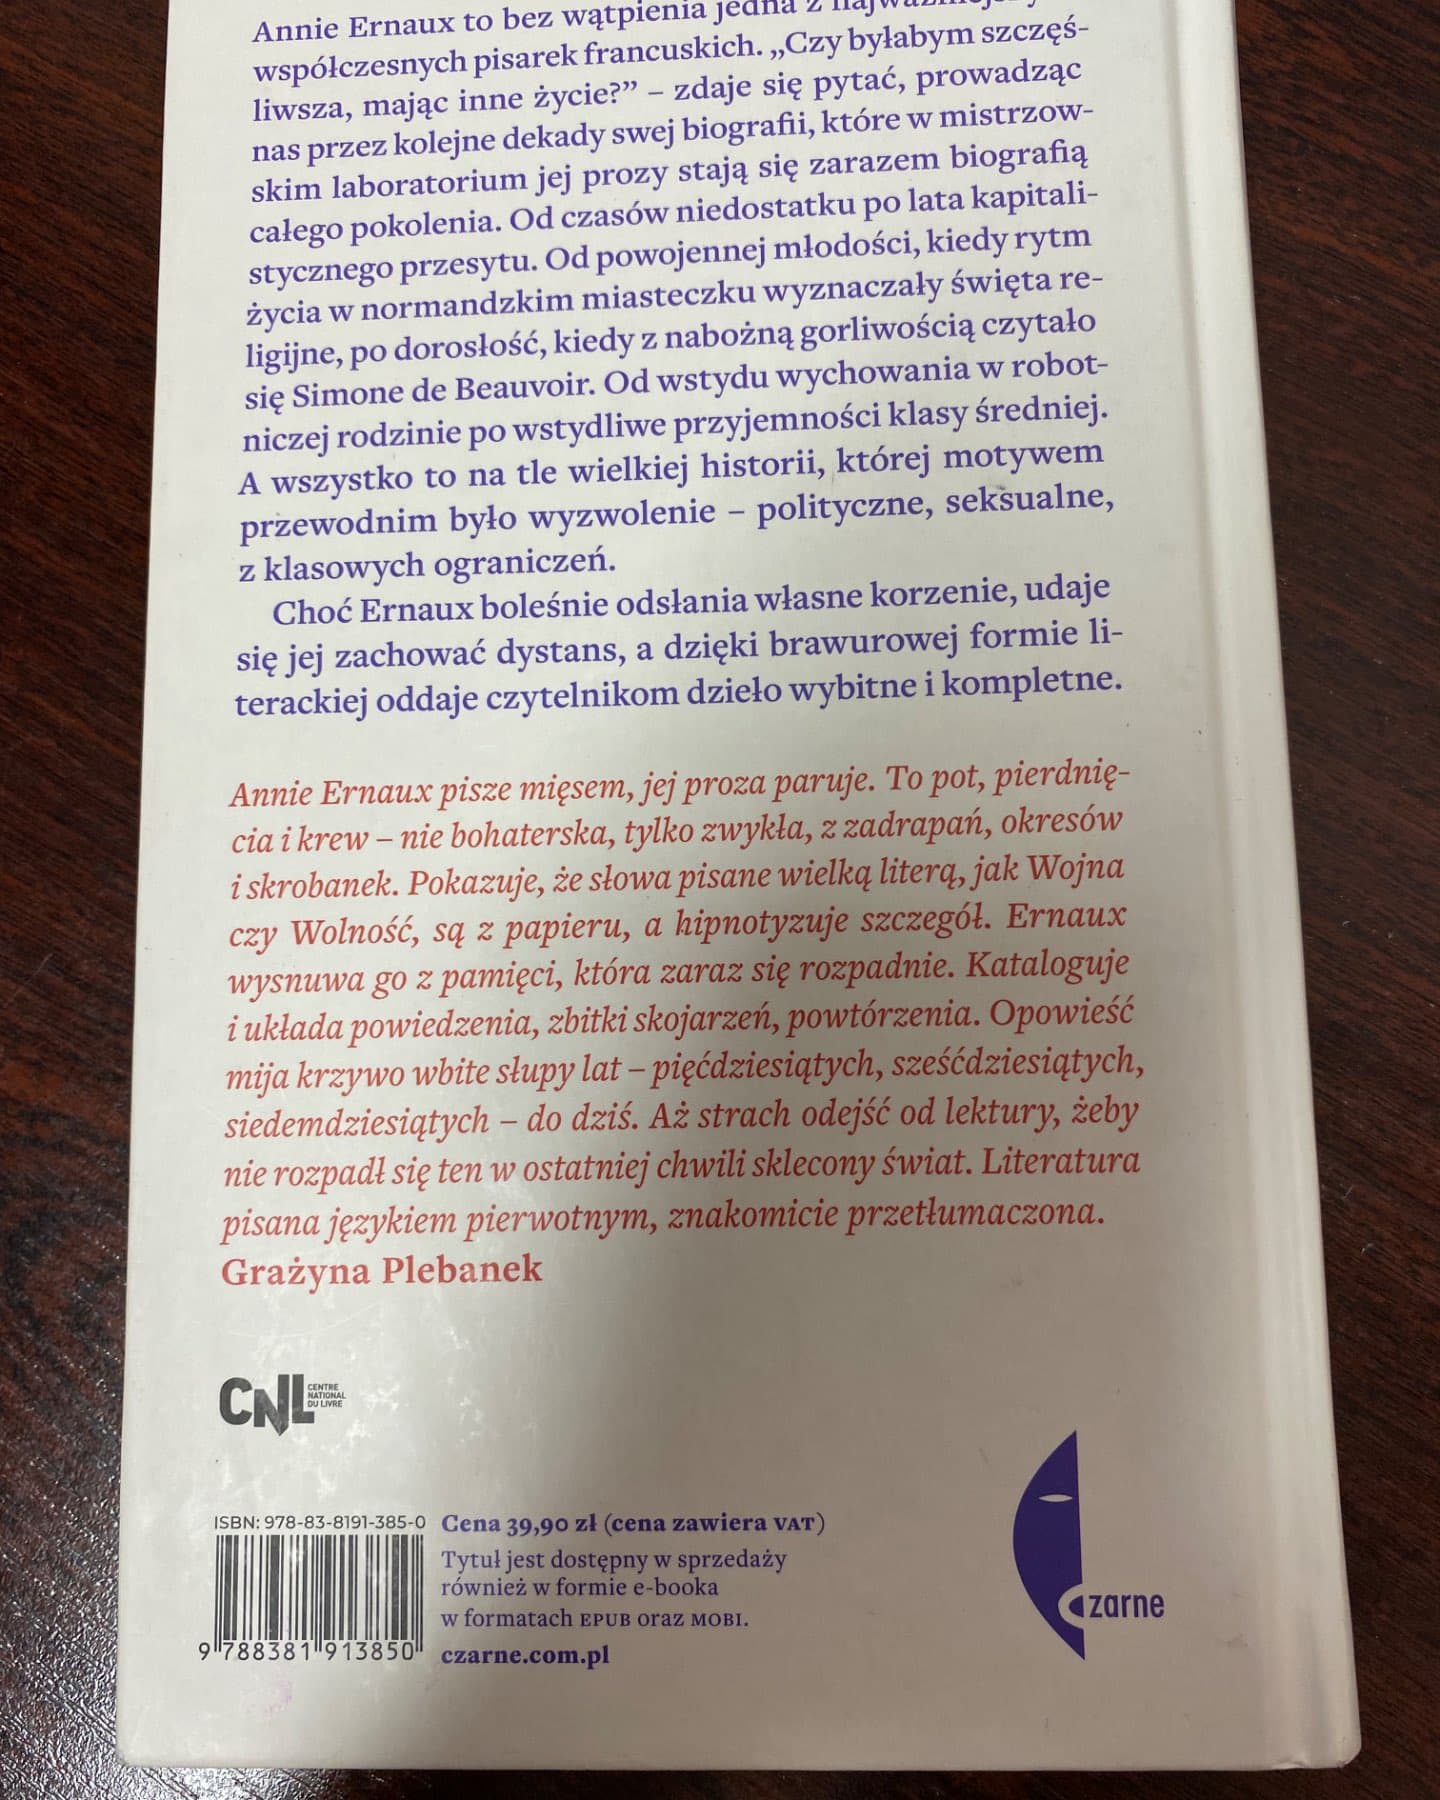 Annie Ernaux to bez wątpienia jedna z
współczesnych pisarek francuskich. „Czy byłabym szczęś-
liwsza, mając inne życie?” – zdaje się pytać, prowadząc
nas przez kolejne dekady swej biografii, które w mistrzow-
skim laboratorium jej prozy stają się zarazem biografią
całego pokolenia. Od czasów niedostatku po lata kapitali-
stycznego przesytu. Od powojennej młodości, kiedy rytm
życia w normandzkim miasteczku wyznaczały święta re-
ligijne, po dorosłość, kiedy z nabożną gorliwością czytało
się Simone de Beauvoir. Od wstydu wychowania w robot-
niczej rodzinie po wstydliwe przyjemności klasy średniej.
A wszystko to na tle wielkiej historii, której motywem
przewodnim było wyzwolenie – polityczne, seksualne,
z klasowych ograniczeń.
Choć Ernaux boleśnie odsłania własne korzenie, udaje
się jej zachować dystans, a dzięki brawurowej formie li-
terackiej oddaje czytelnikom dzieło wybitne i kompletne.
Annie Ernaux pisze mięsem, jej proza paruje. To pot, pierdnię-
cia i krew – nie bohaterska, tylko zwykła, z zadrapań, okresów
i skrobanek. Pokazuje, że słowa pisane wielką literą, jak Wojna
czy Wolność, są z papieru, a hipnotyzuje szczegół. Ernaux
wysnuwa go z pamięci, która zaraz się rozpadnie. Kataloguje
i układa powiedzenia, zbitki skojarzeń, powtórzenia. Opowieść
mija krzywo wbite słupy lat – pięćdziesiątych, sześćdziesiątych,
siedemdziesiątych – do dziś. Aż strach odejść od lektury, żeby
nie rozpadł się ten w ostatniej chwili sklecony świat. Literatura
pisana językiem pierwotnym, znakomicie przetłumaczona.
Grażyna Plebanek
CNL
CENTRE
NATIONAL
DU LIVRE
ISBN: 978-83-8191-385-0
9 788381 913850
Cena 39,90 zł (cena zawiera VAT)
Tytuł jest dostępny w sprzedaży
również w formie e-booka
w formatach EPUB oraz MOBI.
czarne.com.pl
czarne